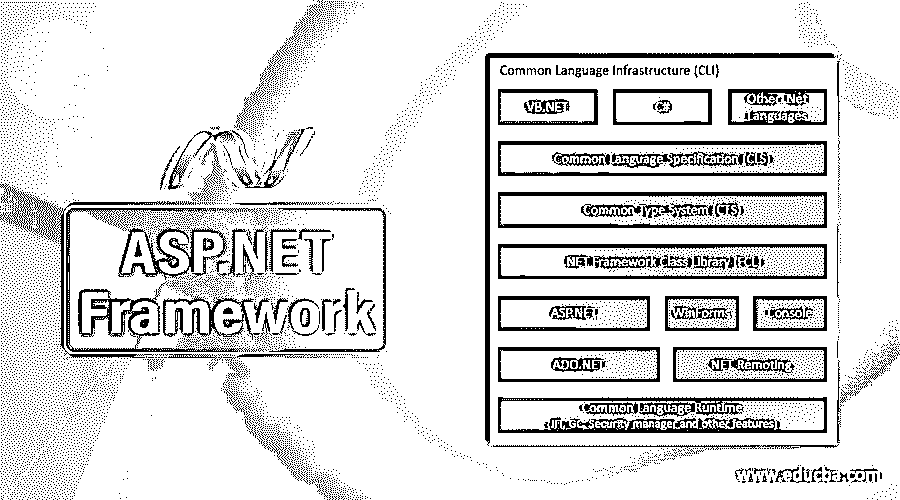 ASP.NET
Framework
Common Language Infrastructure (CLI)
VB.NET
C#
Other .Net
Languages
Common Language Specification (CLS)
Common Type System (CTS)
.NET Framework Class Library (FCL)
ASP.NET
WinForms
Console
ADO.NET
.NET Remoting
Common Language Runtime
(JIT, GC, Security manager and other features)
www.educba.com